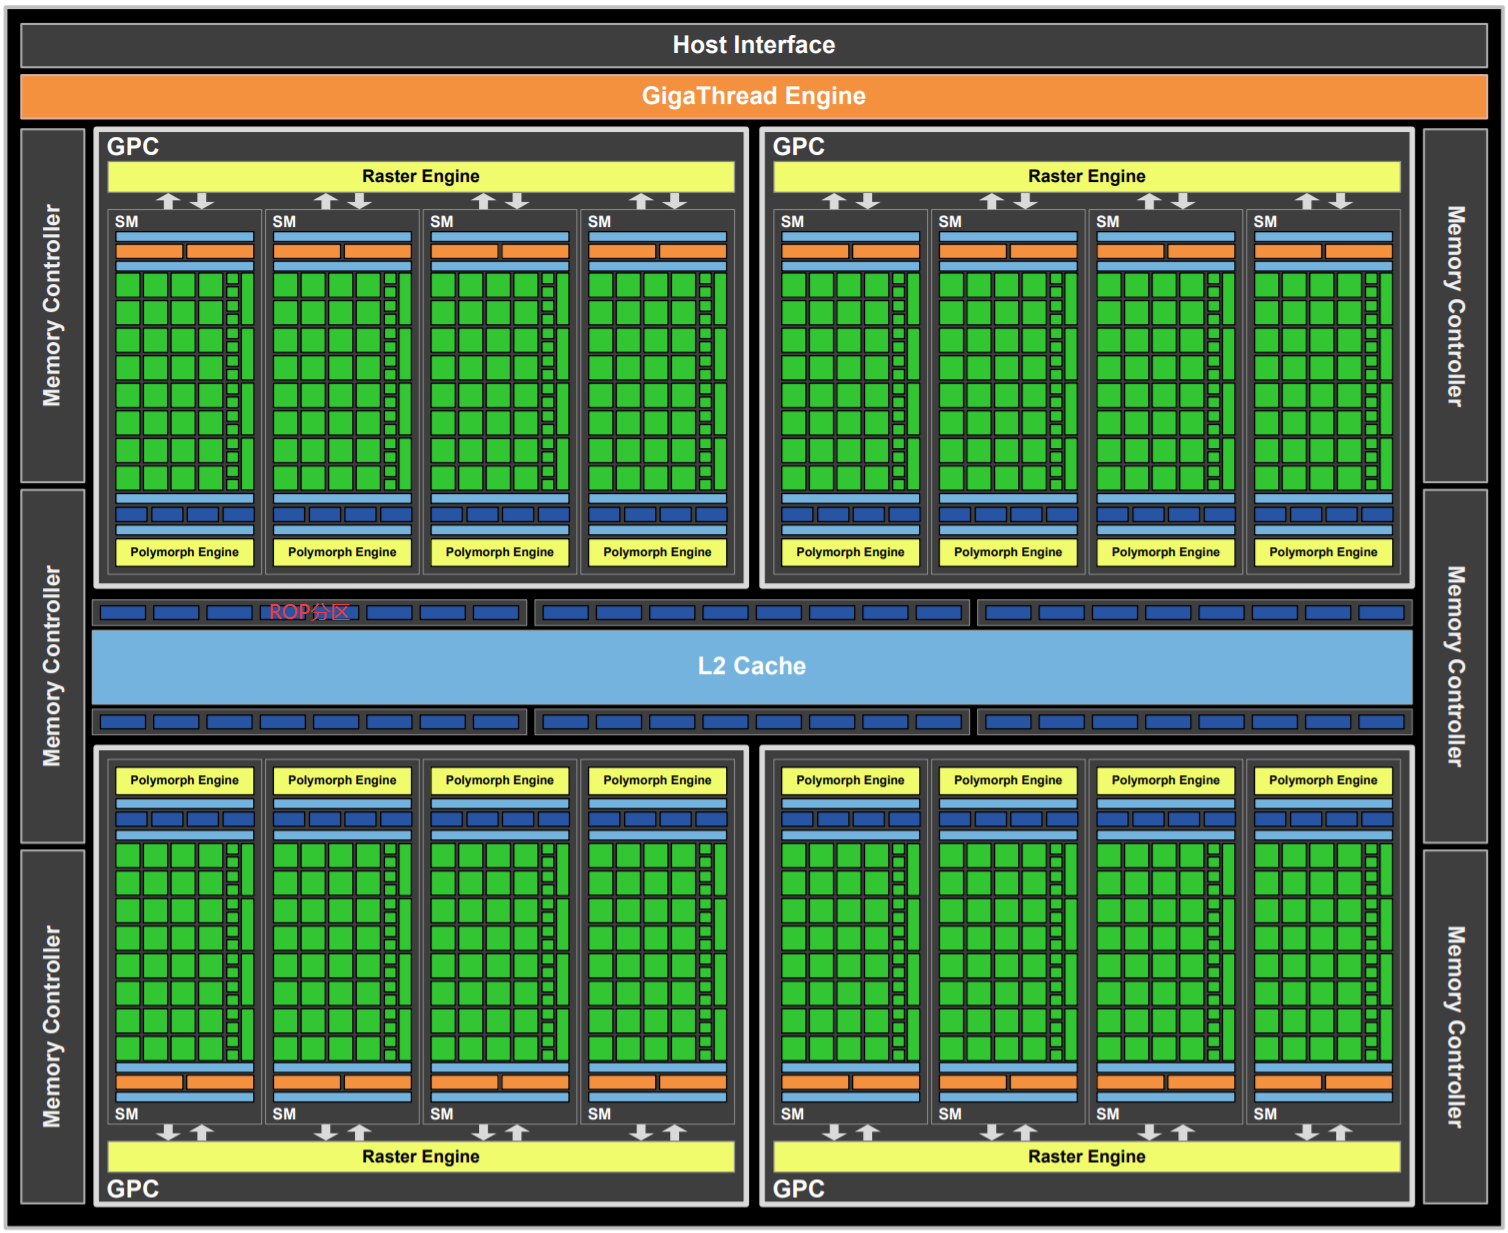 Host Interface
GigaThread Engine
Memory Controller
Memory Controller
Memory Controller
GPC
Raster Engine
SM SM SM SM
Polymorph Engine Polymorph Engine Polymorph Engine Polymorph Engine
GPC
Raster Engine
SM SM SM SM
Polymorph Engine Polymorph Engine Polymorph Engine Polymorph Engine
ROP分区
L2 Cache
Polymorph Engine Polymorph Engine Polymorph Engine Polymorph Engine
SM SM SM SM
Raster Engine
GPC
Polymorph Engine Polymorph Engine Polymorph Engine Polymorph Engine
SM SM SM SM
Raster Engine
GPC
Memory Controller
Memory Controller
Memory Controller